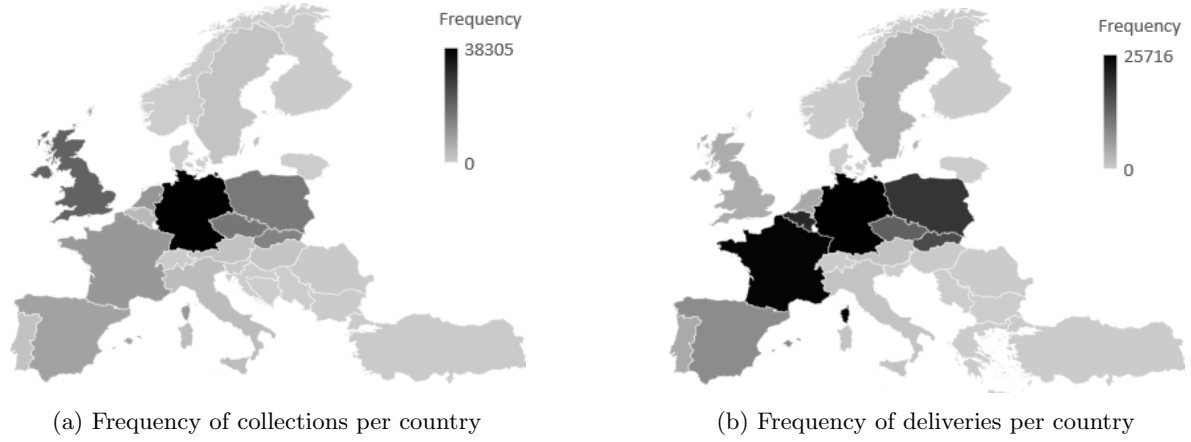 Frequency
38305
0
(a) Frequency of collections per country
Frequency
25716
0
(b) Frequency of deliveries per country